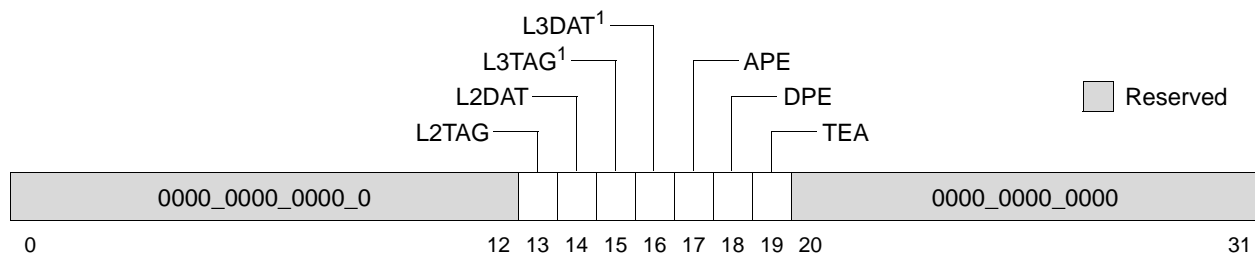 L3DAT¹
L3TAG¹ APE
L2DAT DPE Reserved
L2TAG TEA
0000_0000_0000_0 0000_0000_0000
0 12 13 14 15 16 17 18 19 20 31